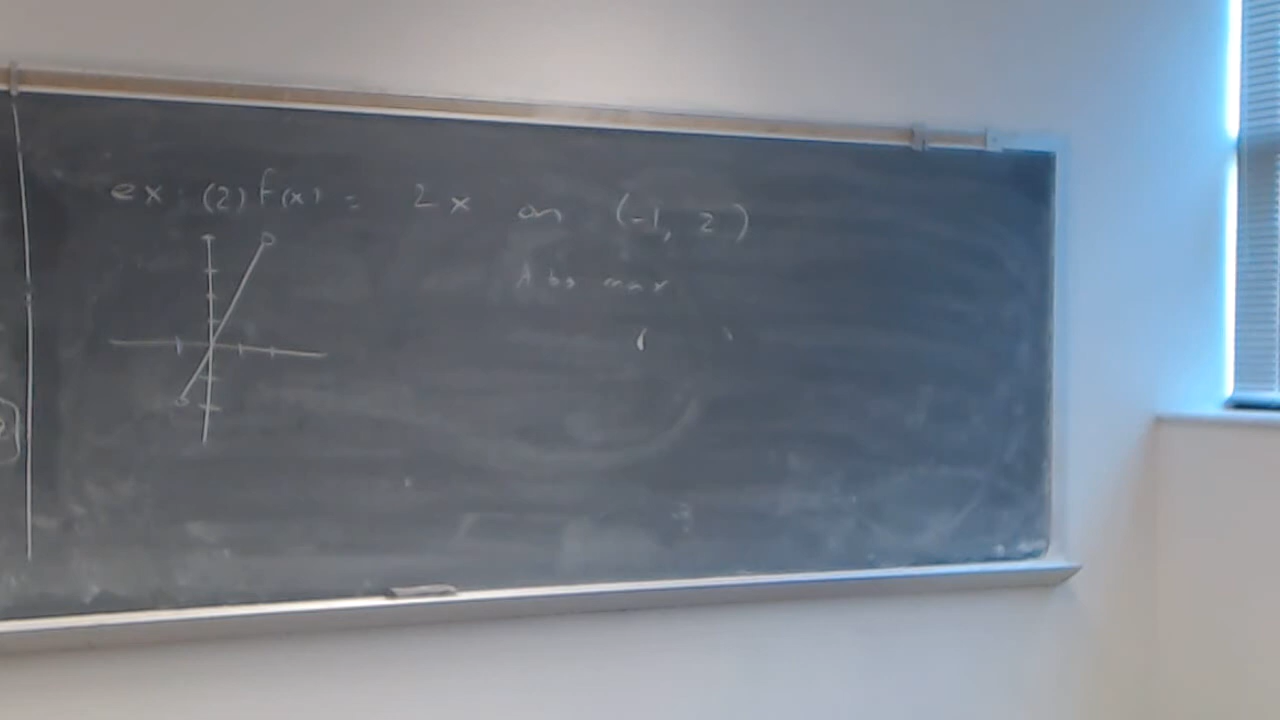 ex: (2) f(x) = 2x on (-1, 2)
Abs max